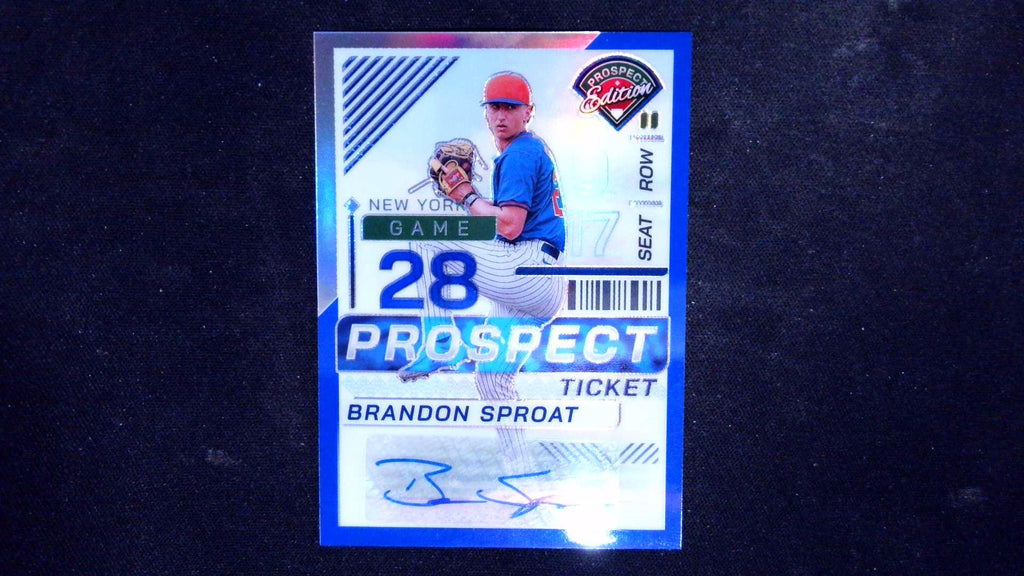 PROSPECT
Edition
ROW
SEAT
17
NEW YORK
GAME
28
PROSPECT
TICKET
BRANDON SPROAT